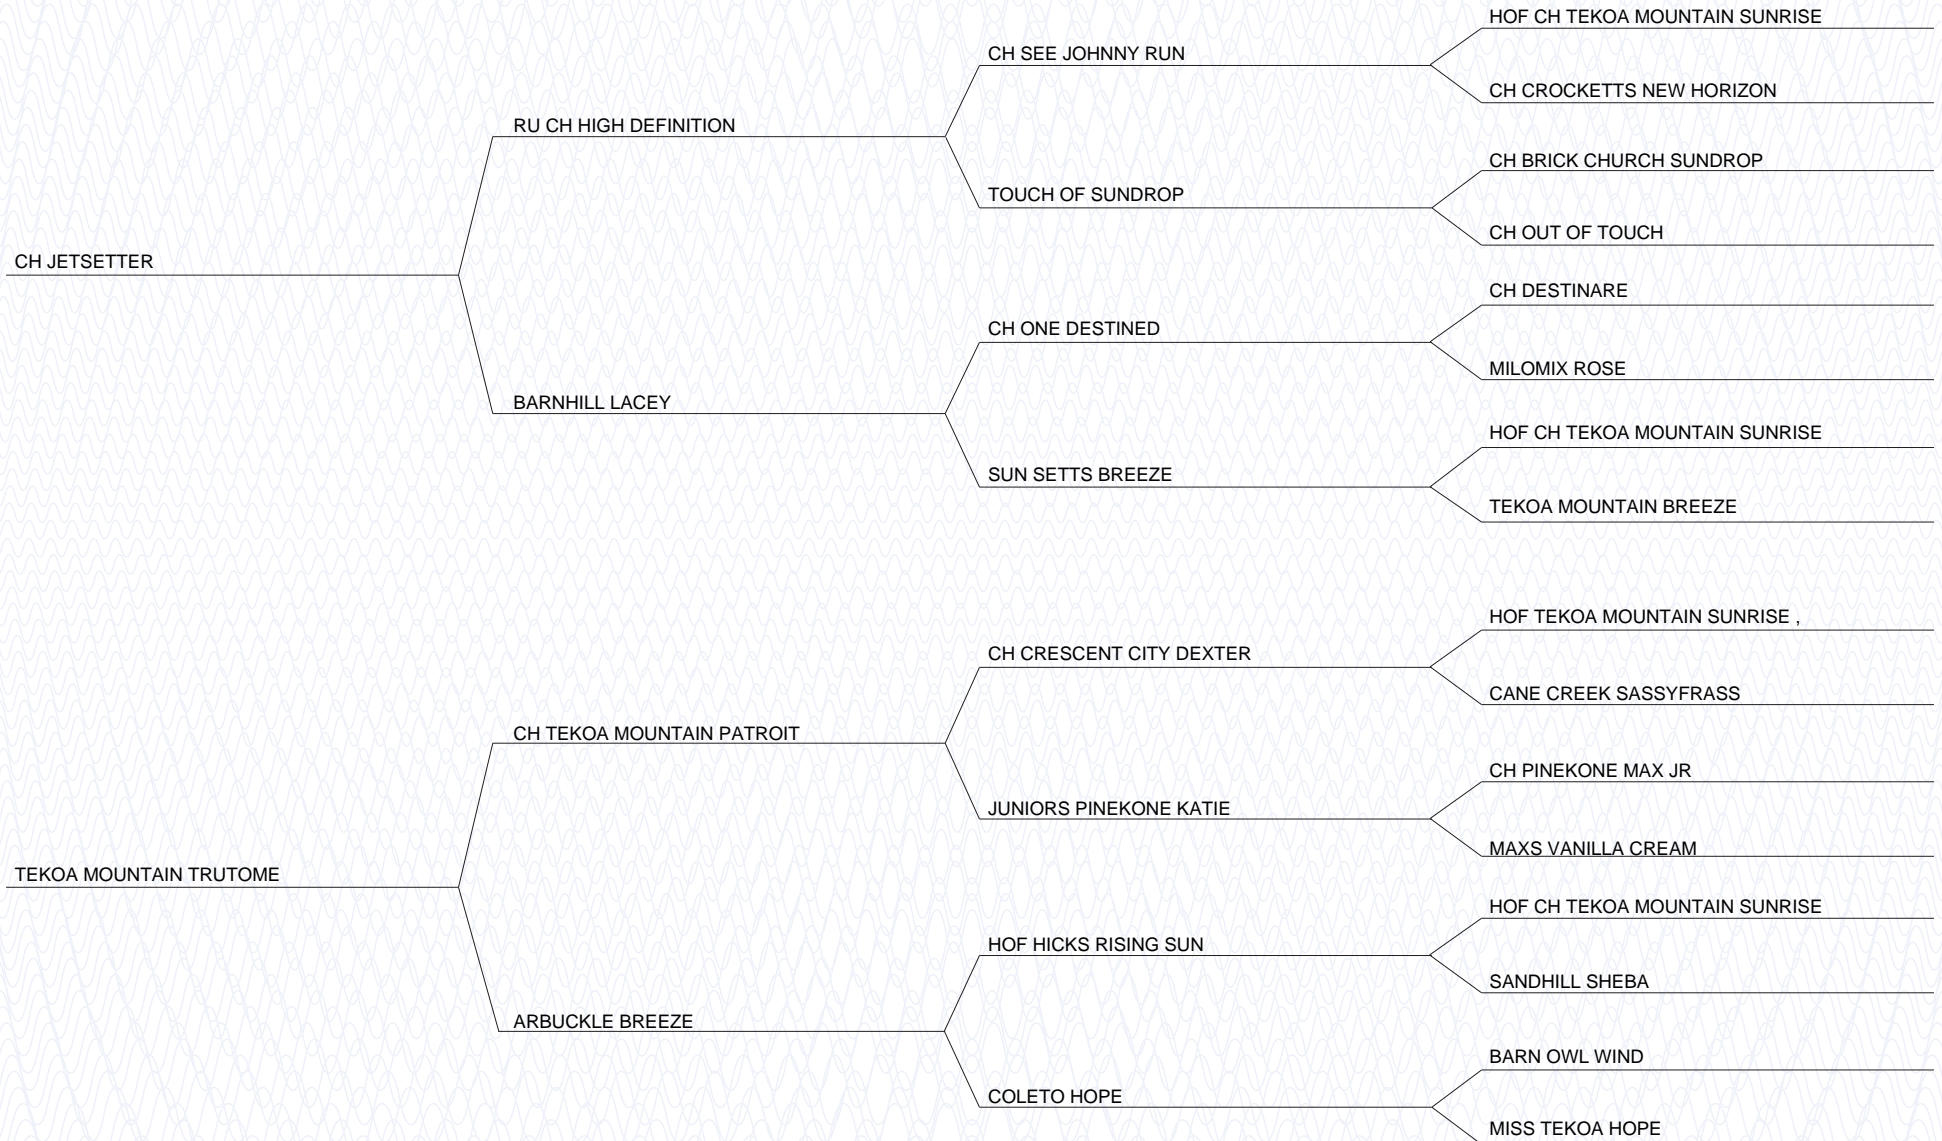 HOF CH TEKOA MOUNTAIN SUNRISE
CH SEE JOHNNY RUN
CH CROCKETTS NEW HORIZON
RU CH HIGH DEFINITION
CH BRICK CHURCH SUNDROP
TOUCH OF SUNDROP
CH OUT OF TOUCH
CH JETSETTER
CH DESTINARE
CH ONE DESTINED
MILOMIX ROSE
BARNHILL LACEY
HOF CH TEKOA MOUNTAIN SUNRISE
SUN SETTS BREEZE
TEKOA MOUNTAIN BREEZE
HOF TEKOA MOUNTAIN SUNRISE ,
CH CRESCENT CITY DEXTER
CANE CREEK SASSYFRASS
CH TEKOA MOUNTAIN PATROIT
CH PINEKONE MAX JR
JUNIORS PINEKONE KATIE
MAXS VANILLA CREAM
TEKOA MOUNTAIN TRUTOME
HOF CH TEKOA MOUNTAIN SUNRISE
HOF HICKS RISING SUN
SANDHILL SHEBA
ARBUCKLE BREEZE
BARN OWL WIND
COLETO HOPE
MISS TEKOA HOPE